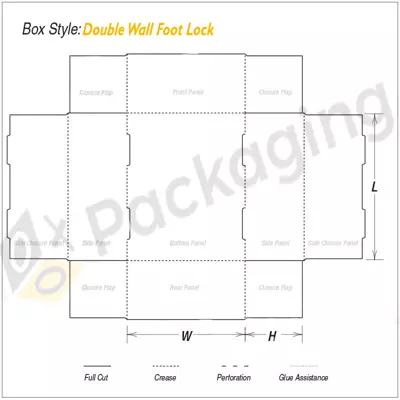 Box Style: Double Wall Foot Lock
Closure Flap Front Panel Closure Flap
Packaging
L
Side Closure Panel Side Panel Bottom Panel Side Panel Side Closure Panel
Closure Flap Rear Panel Closure Flap
W H
Full Cut Crease Perforation Glue Assistance